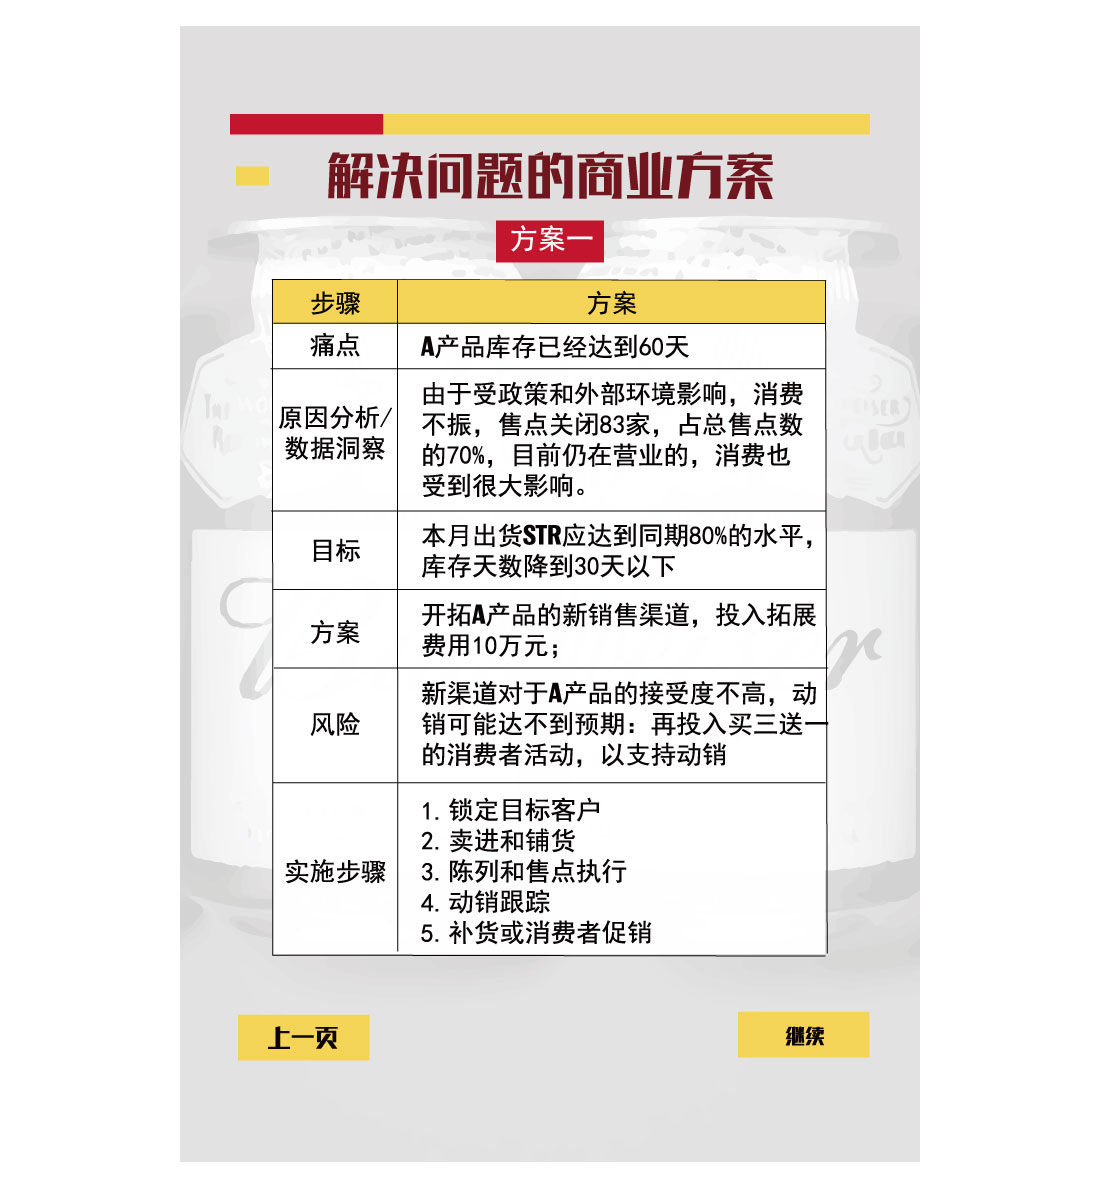 解决问题的商业方案
方案一
步骤 方案
痛点 A产品库存已经达到60天
原因分析/
数据洞察
由于受政策和外部环境影响，消费
不振，售点关闭83家，占总售点数
的70%，目前仍在营业的，消费也
受到很大影响。
目标
本月出货STR应达到同期80%的水平，
库存天数降到30天以下
方案
开拓A产品的新销售渠道，投入拓展
费用10万元；
风险
新渠道对于A产品的接受度不高，动
销可能达不到预期：再投入买三送一
的消费者活动，以支持动销
实施步骤
1. 锁定目标客户
2. 卖进和铺货
3. 陈列和售点执行
4. 动销跟踪
5. 补货或消费者促销
上一页 继续